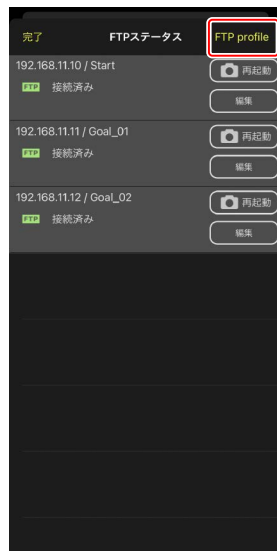 完了 FTPステータス FTP profile
192.168.11.10 / Start
再起動
FTP 接続済み
編集
192.168.11.11 / Goal_01
再起動
FTP 接続済み
編集
192.168.11.12 / Goal_02
再起動
FTP 接続済み
編集